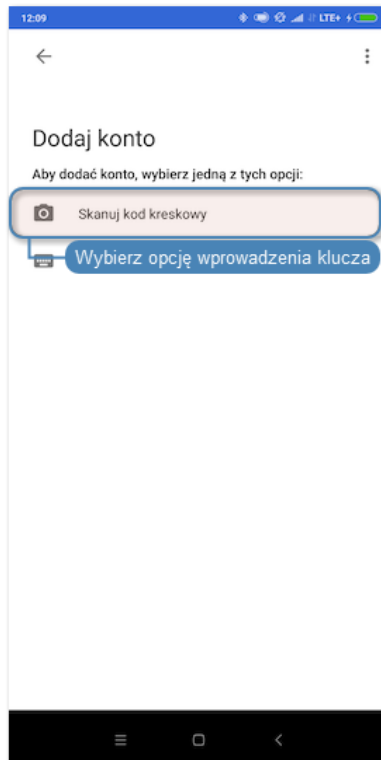 12:09
LTE+
Dodaj konto
Aby dodać konto, wybierz jedną z tych opcji:
Skanuj kod kreskowy
Wybierz opcję wprowadzenia klucza